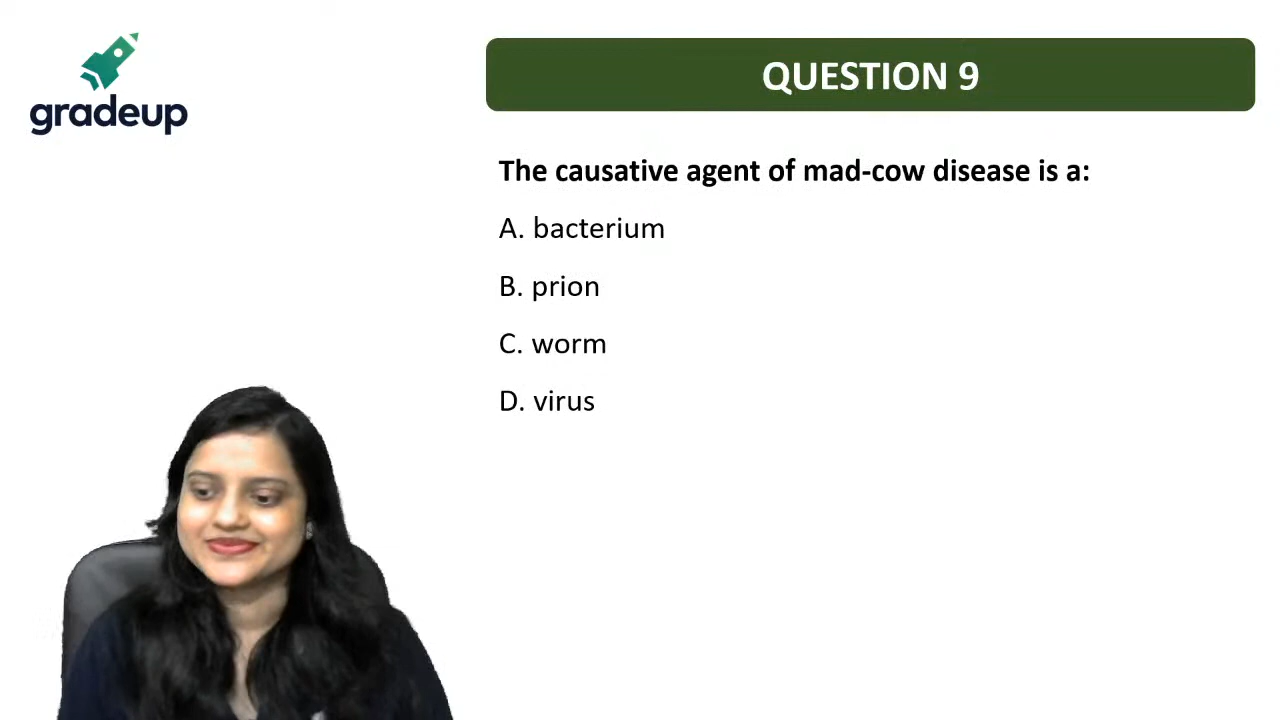 gradeup
QUESTION 9
The causative agent of mad-cow disease is a:
A. bacterium
B. prion
C. worm
D. virus